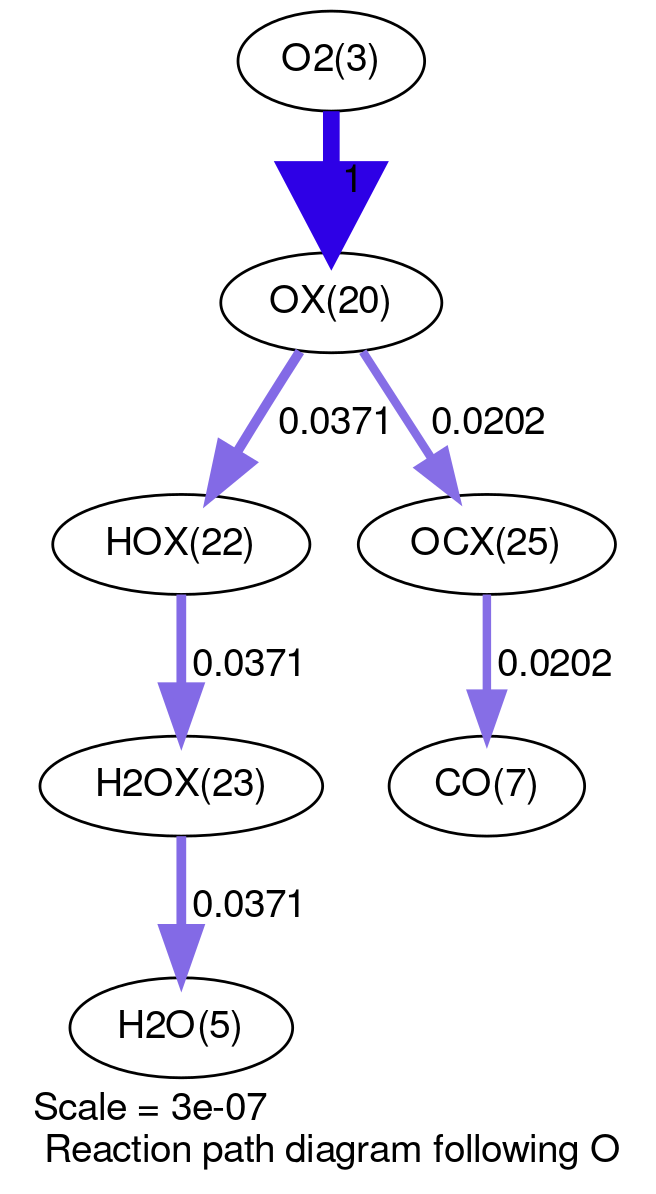 O2(3)
1
OX(20)
0.0371
0.0202
HOX(22)
OCX(25)
0.0371
0.0202
H2OX(23)
CO(7)
0.0371
H2O(5)
Scale = 3e-07
Reaction path diagram following O